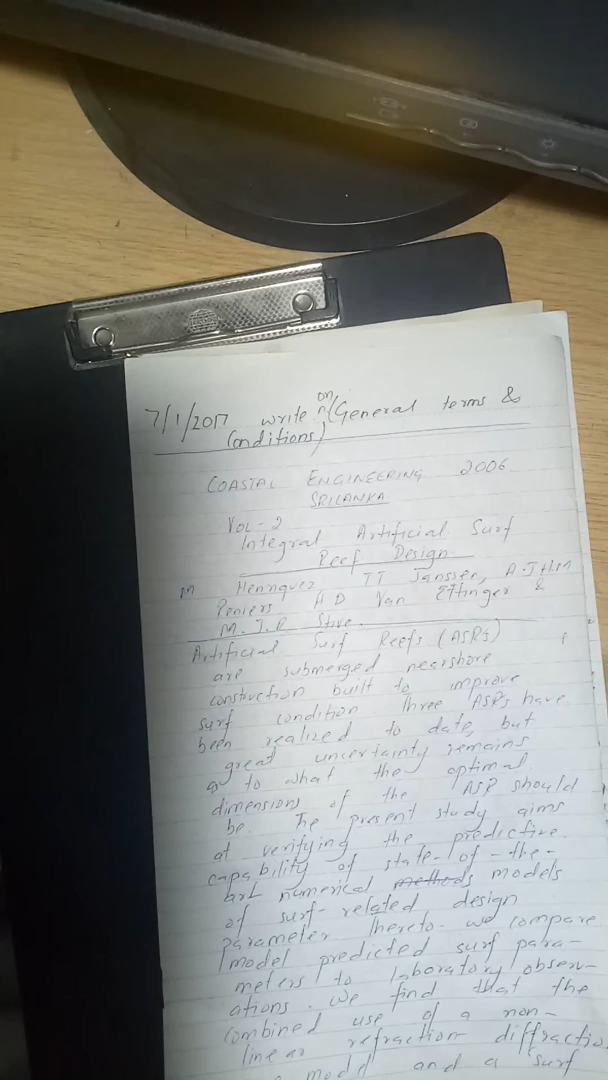 7/1/2017 write on (General terms &
Conditions)
COASTAL ENGINEERING 2006
SRILANKA
VOL-2
Integral Artificial Surf
Reef Design
M Hennquez TT Janssen, A.J.H.M
Reniers A D Van Ettinger &
M.J.F Stive
Artificial Surf Reefs (ASRs)
are submerged nearshore
constuction built to improve
surf condition Three ASRs have
been realized to date, but
great uncertainty remains
as to what the optimal
dimensions of the ASR should
be. The present study aims
at verifying the predictive
capability of state-of-the-
art numerical methods models
of surf-related design
parameter thereto. we compare
model predicted surf para-
meters to laboratory observ-
ations. We find that the
combined use of a non-
linear refraction diffractio
model and a surf